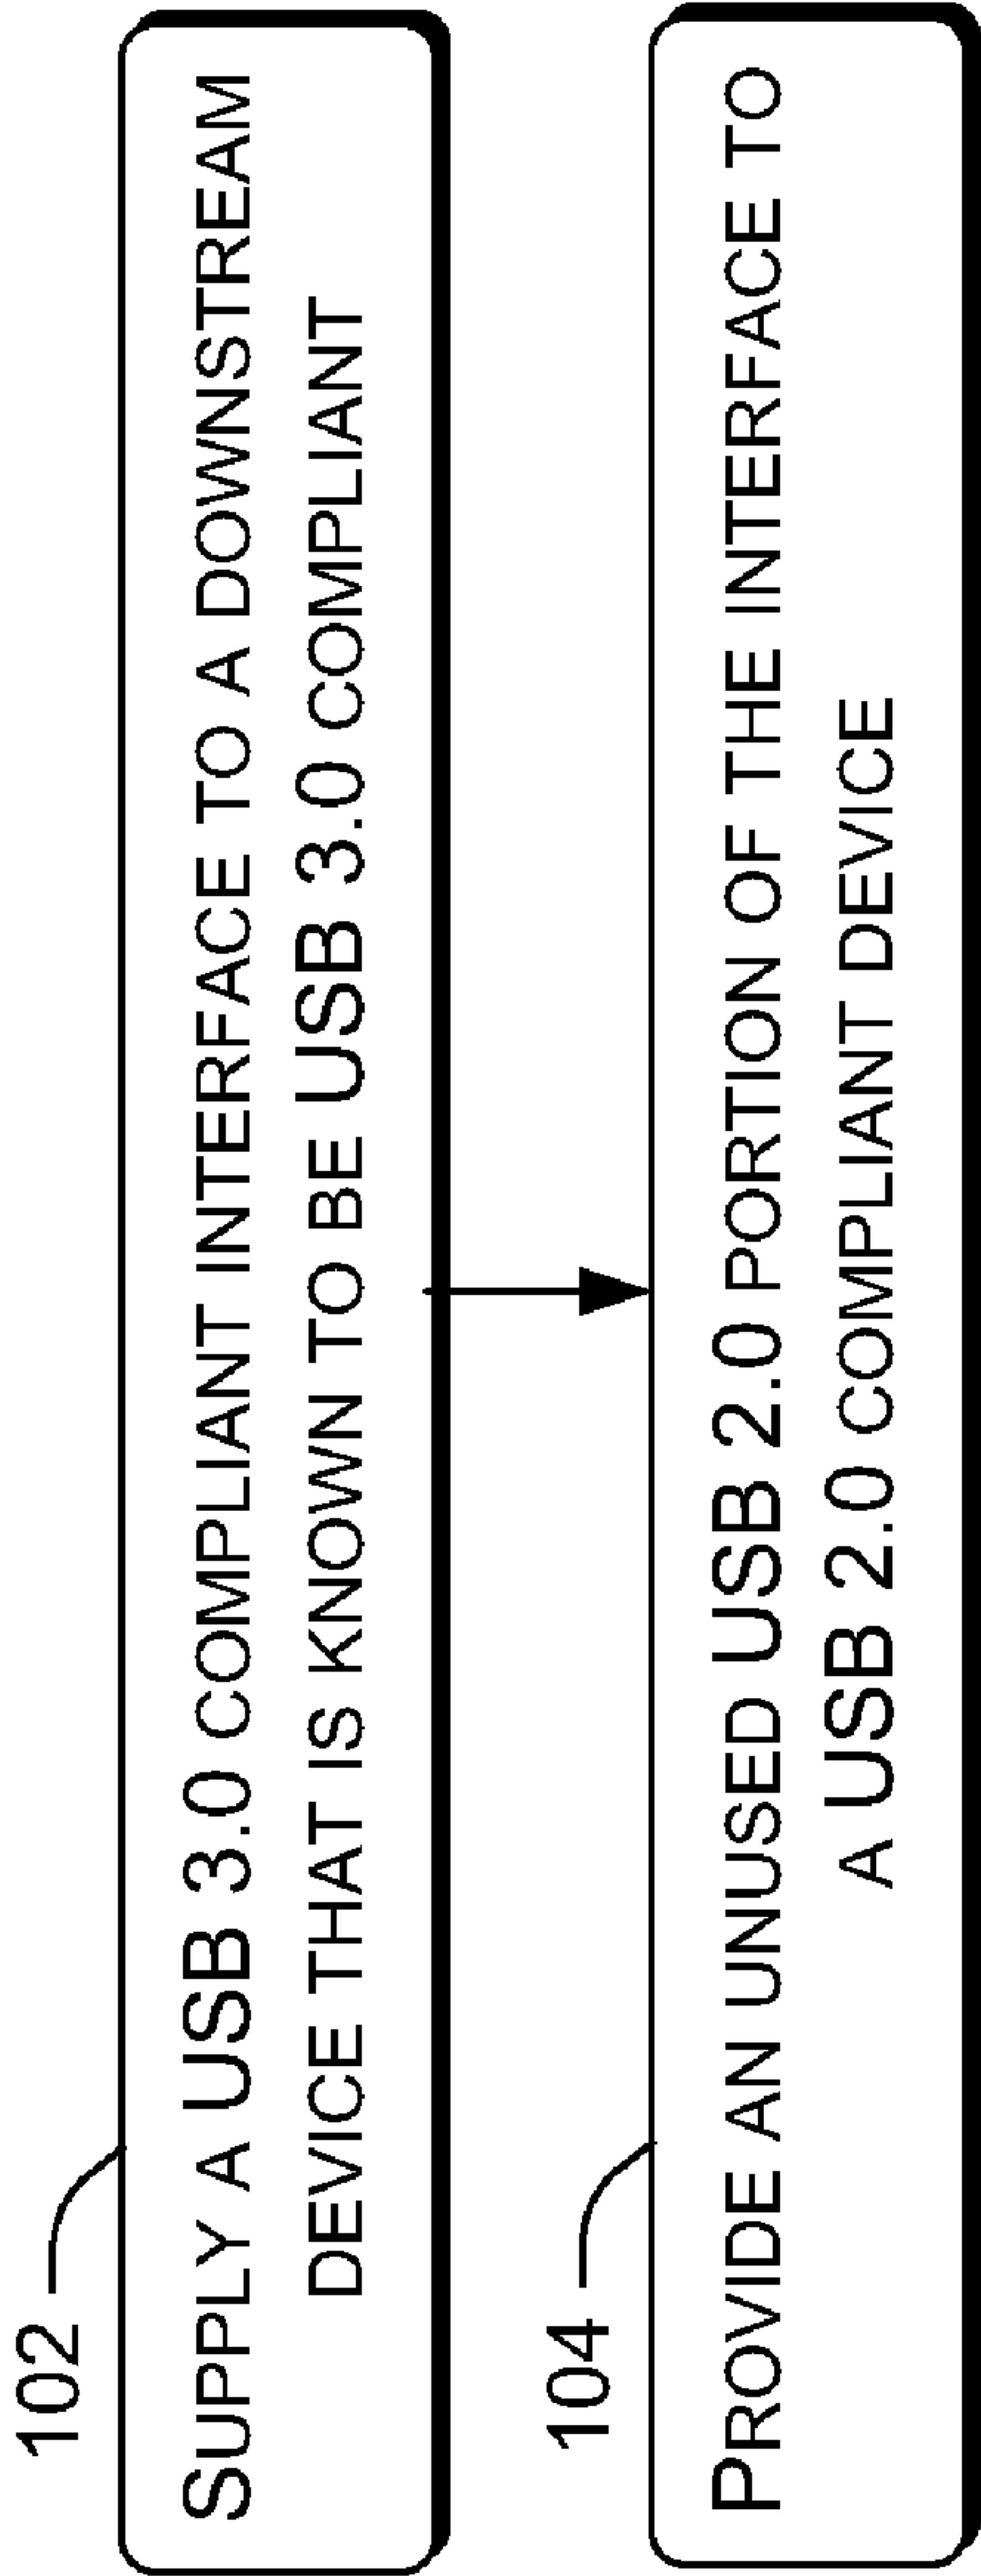 102
SUPPLY A USB 3.0 COMPLIANT INTERFACE TO A DOWNSTREAM
DEVICE THAT IS KNOWN TO BE USB 3.0 COMPLIANT
104
PROVIDE AN UNUSED USB 2.0 PORTION OF THE INTERFACE TO
A USB 2.0 COMPLIANT DEVICE